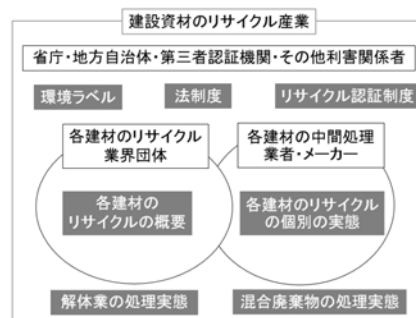 建設資材のリサイクル産業
省庁・地方自治体・第三者認証機関・その他利害関係者
環境ラベル
法制度
リサイクル認証制度
各建材のリサイクル
業界団体
各建材の中間処理
業者・メーカー
各建材の
リサイクルの概要
各建材のリサイクル
の個別の実態
解体業の処理実態
混合廃棄物の処理実態